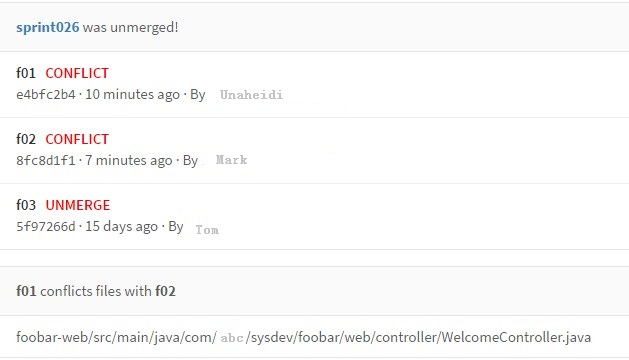 sprint026 was unmerged!
f01 CONFLICT
e4bfc2b4 · 10 minutes ago · By Unaheidi
f02 CONFLICT
8fc8d1f1 · 7 minutes ago · By Mark
f03 UNMERGE
5f97266d · 15 days ago · By Tom
f01 conflicts files with f02
foobar-web/src/main/java/com/ abc /sysdev/foobar/web/controller/WelcomeController.java